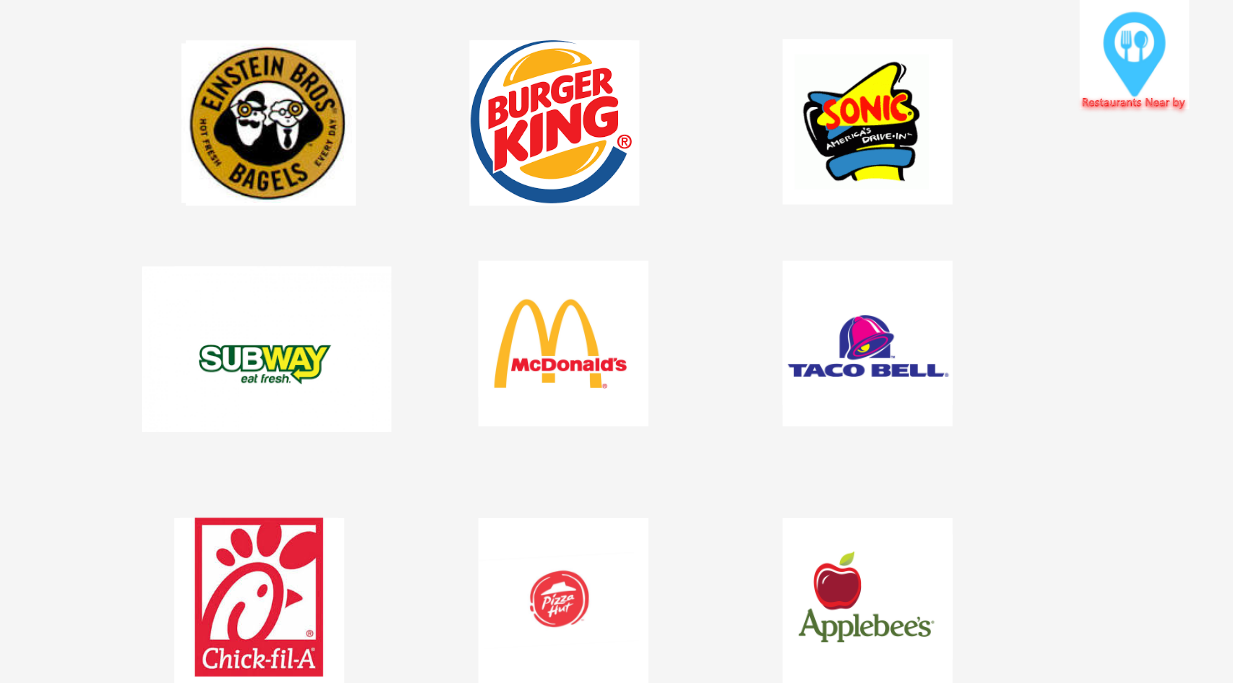 EINSTEIN BROS
HOT FRESH
EVERY DAY
BAGELS
BURGER
KING®
SONIC
AMERICA'S DRIVE-IN™
Restaurants Near by
SUBWAY
eat fresh.
McDonald's
®
TACO BELL®
Chick-fil-A®
®
Pizza
Hut
Applebee's